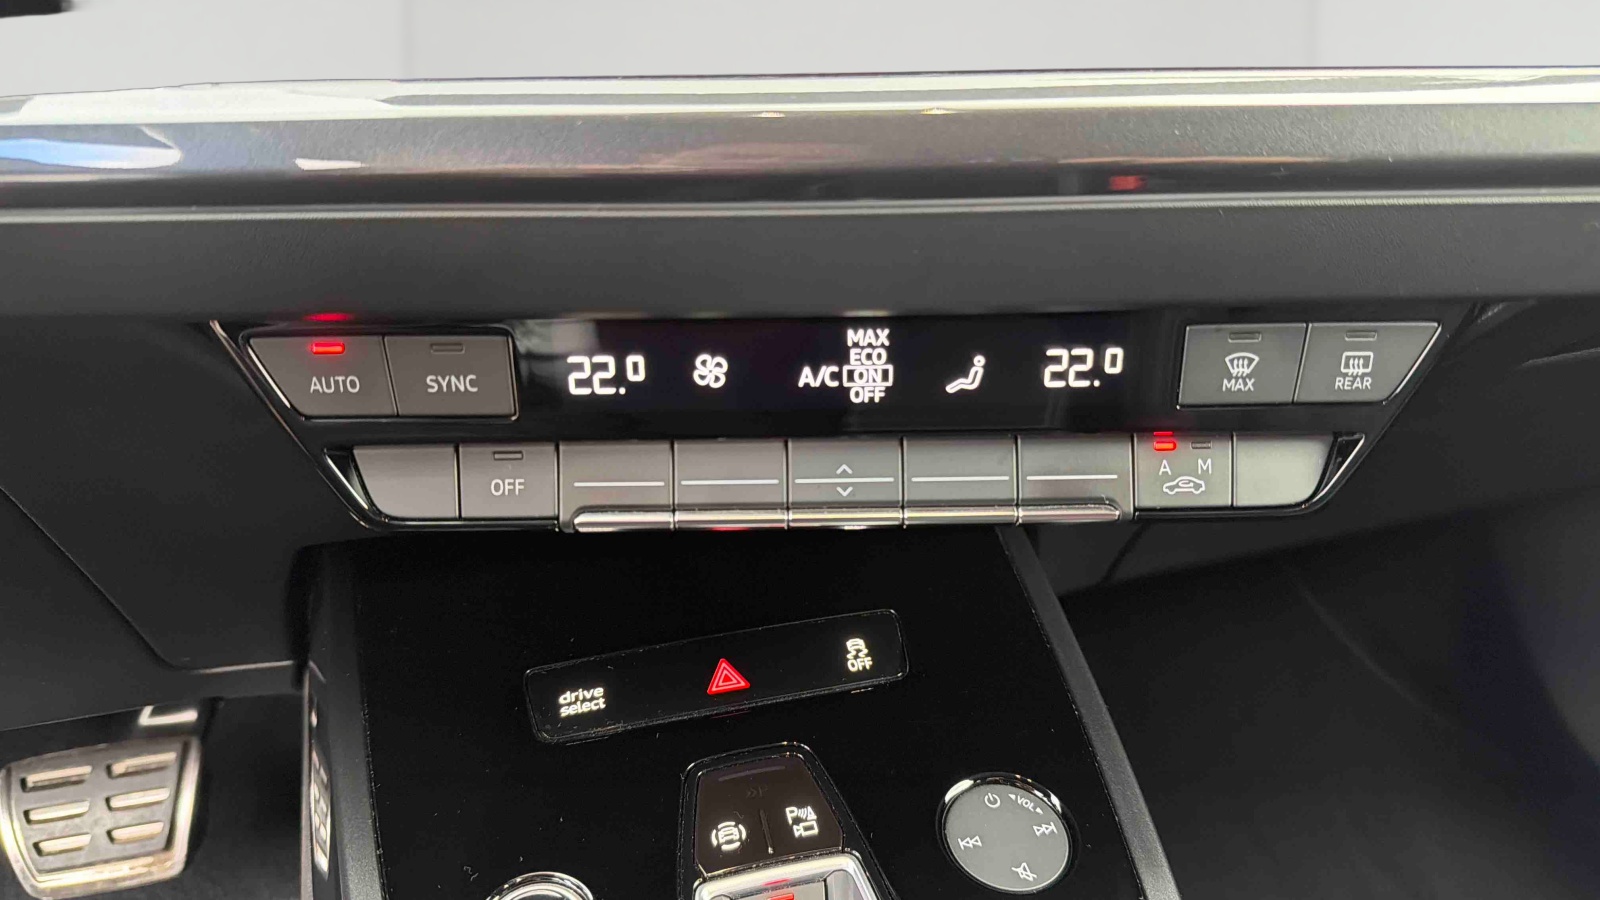 AUTO
SYNC
22.0
A/C
MAX
ECO
ON
OFF
22.0
MAX
REAR
OFF
A
M
drive
select
OFF
P
VOL